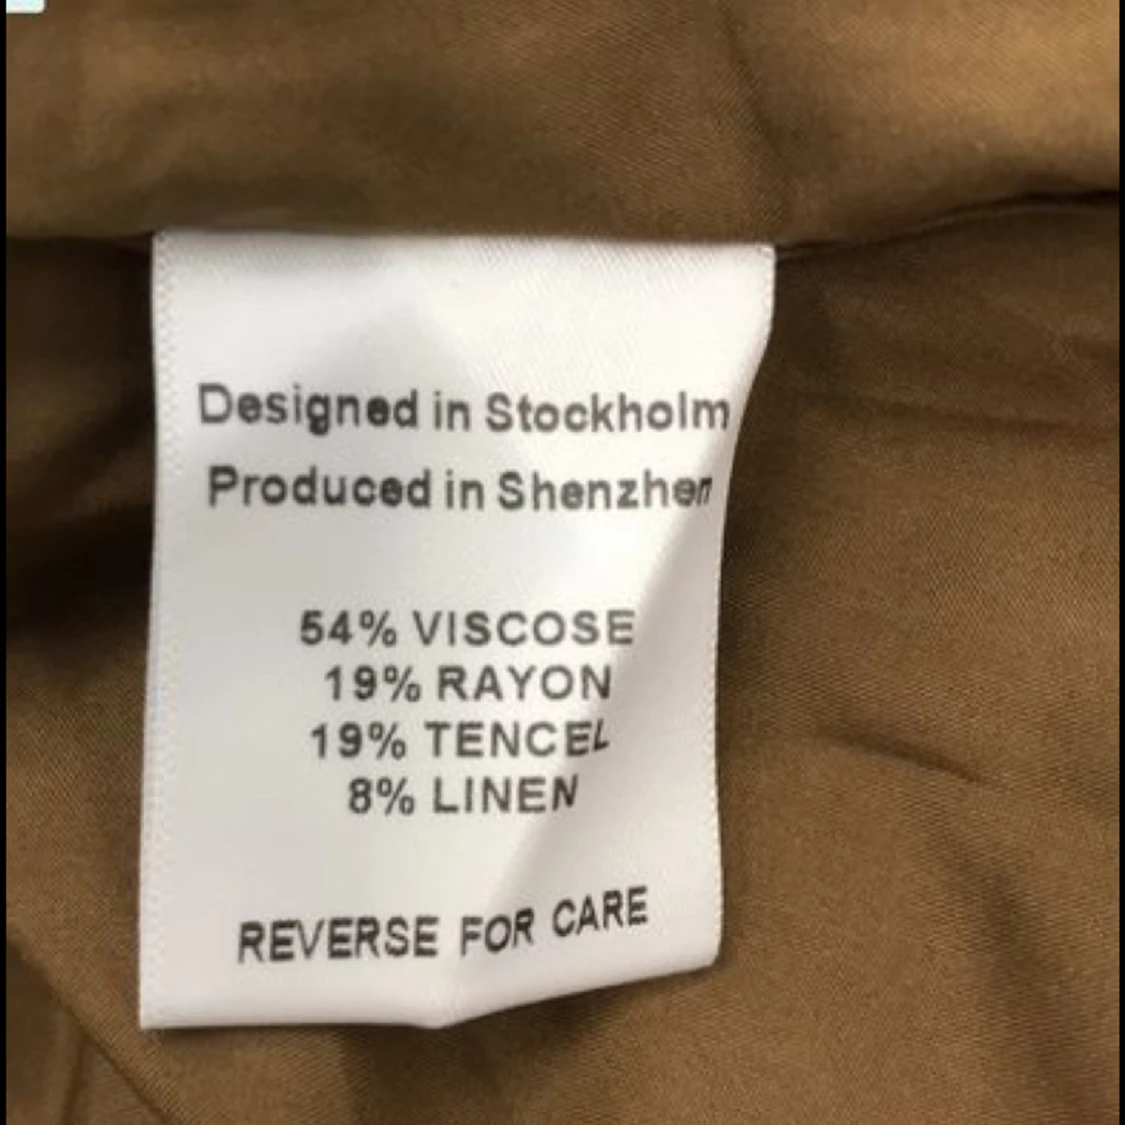 Designed in Stockholm
Produced in Shenzhen
54% VISCOSE
19% RAYON
19% TENCEL
8% LINEN
REVERSE FOR CARE